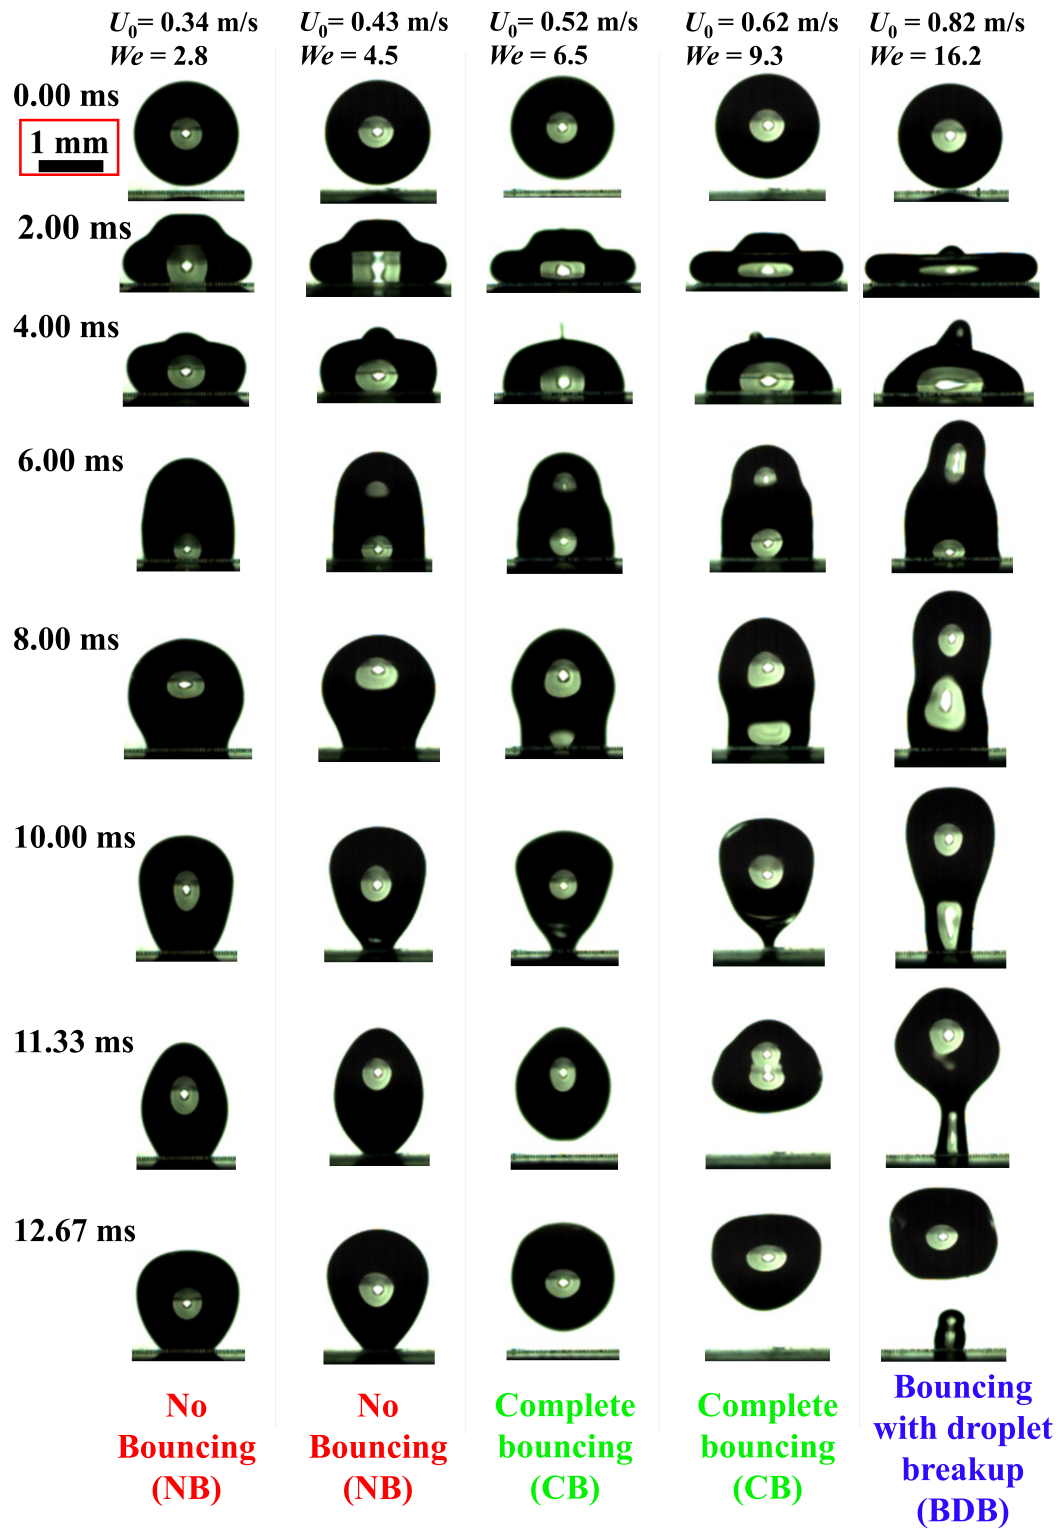 U0= 0.34 m/s U0= 0.43 m/s U0= 0.52 m/s U0 = 0.62 m/s U0 = 0.82 m/s
We = 2.8 We = 4.5 We = 6.5 We = 9.3 We = 16.2
0.00 ms
1 mm
2.00 ms
4.00 ms
6.00 ms
8.00 ms
10.00 ms
11.33 ms
12.67 ms
No
Bouncing
(NB)
No
Bouncing
(NB)
Complete
bouncing
(CB)
Complete
bouncing
(CB)
Bouncing
with droplet
breakup
(BDB)